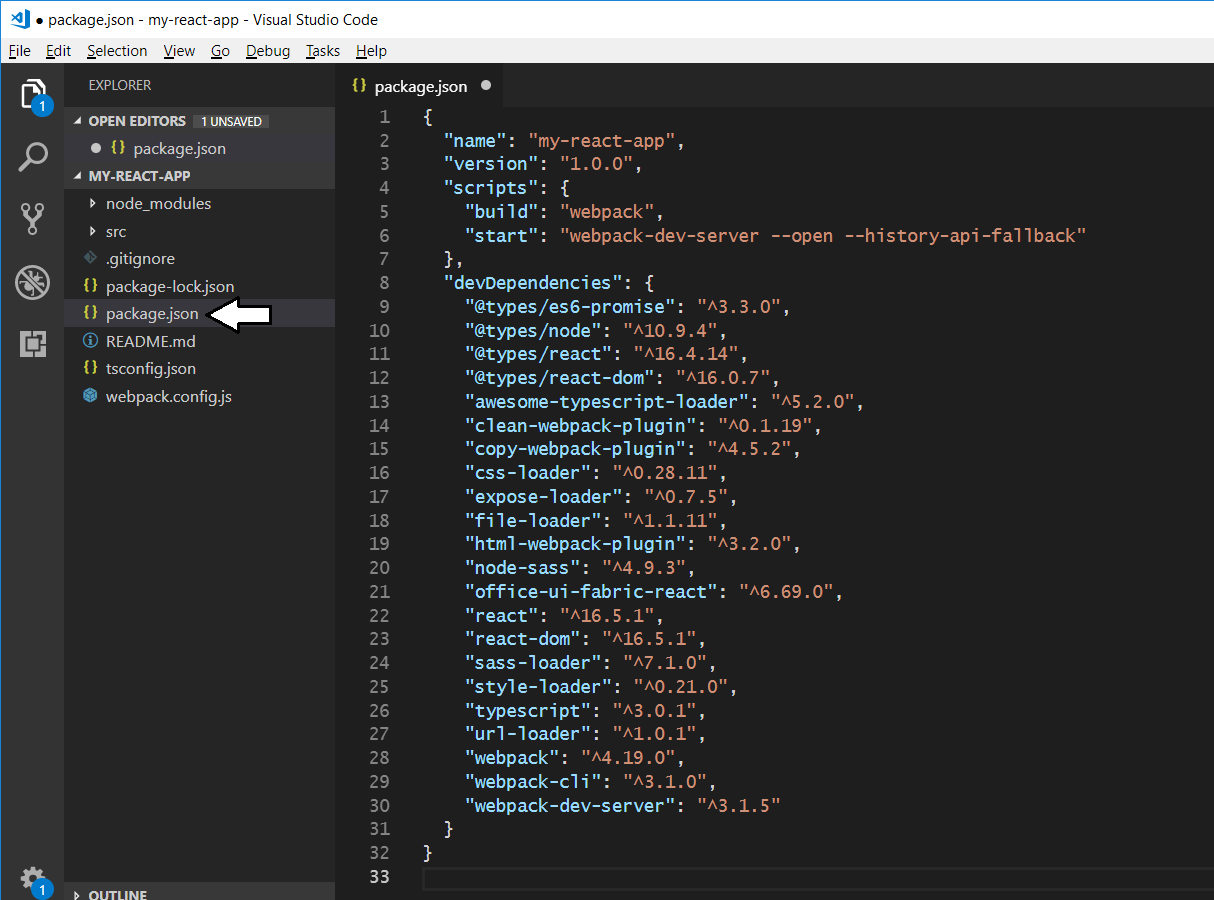 ● package.json - my-react-app - Visual Studio Code
File Edit Selection View Go Debug Tasks Help
EXPLORER
OPEN EDITORS 1 UNSAVED
● {} package.json
MY-REACT-APP
node_modules
src
.gitignore
{} package-lock.json
{} package.json
README.md
{} tsconfig.json
webpack.config.js
OUTLINE
1
1
{} package.json ●
1 {
2 "name": "my-react-app",
3 "version": "1.0.0",
4 "scripts": {
5 "build": "webpack",
6 "start": "webpack-dev-server --open --history-api-fallback"
7 },
8 "devDependencies": {
9 "@types/es6-promise": "^3.3.0",
10 "@types/node": "^10.9.4",
11 "@types/react": "^16.4.14",
12 "@types/react-dom": "^16.0.7",
13 "awesome-typescript-loader": "^5.2.0",
14 "clean-webpack-plugin": "^0.1.19",
15 "copy-webpack-plugin": "^4.5.2",
16 "css-loader": "^0.28.11",
17 "expose-loader": "^0.7.5",
18 "file-loader": "^1.1.11",
19 "html-webpack-plugin": "^3.2.0",
20 "node-sass": "^4.9.3",
21 "office-ui-fabric-react": "^6.69.0",
22 "react": "^16.5.1",
23 "react-dom": "^16.5.1",
24 "sass-loader": "^7.1.0",
25 "style-loader": "^0.21.0",
26 "typescript": "^3.0.1",
27 "url-loader": "^1.0.1",
28 "webpack": "^4.19.0",
29 "webpack-cli": "^3.1.0",
30 "webpack-dev-server": "^3.1.5"
31 }
32 }
33